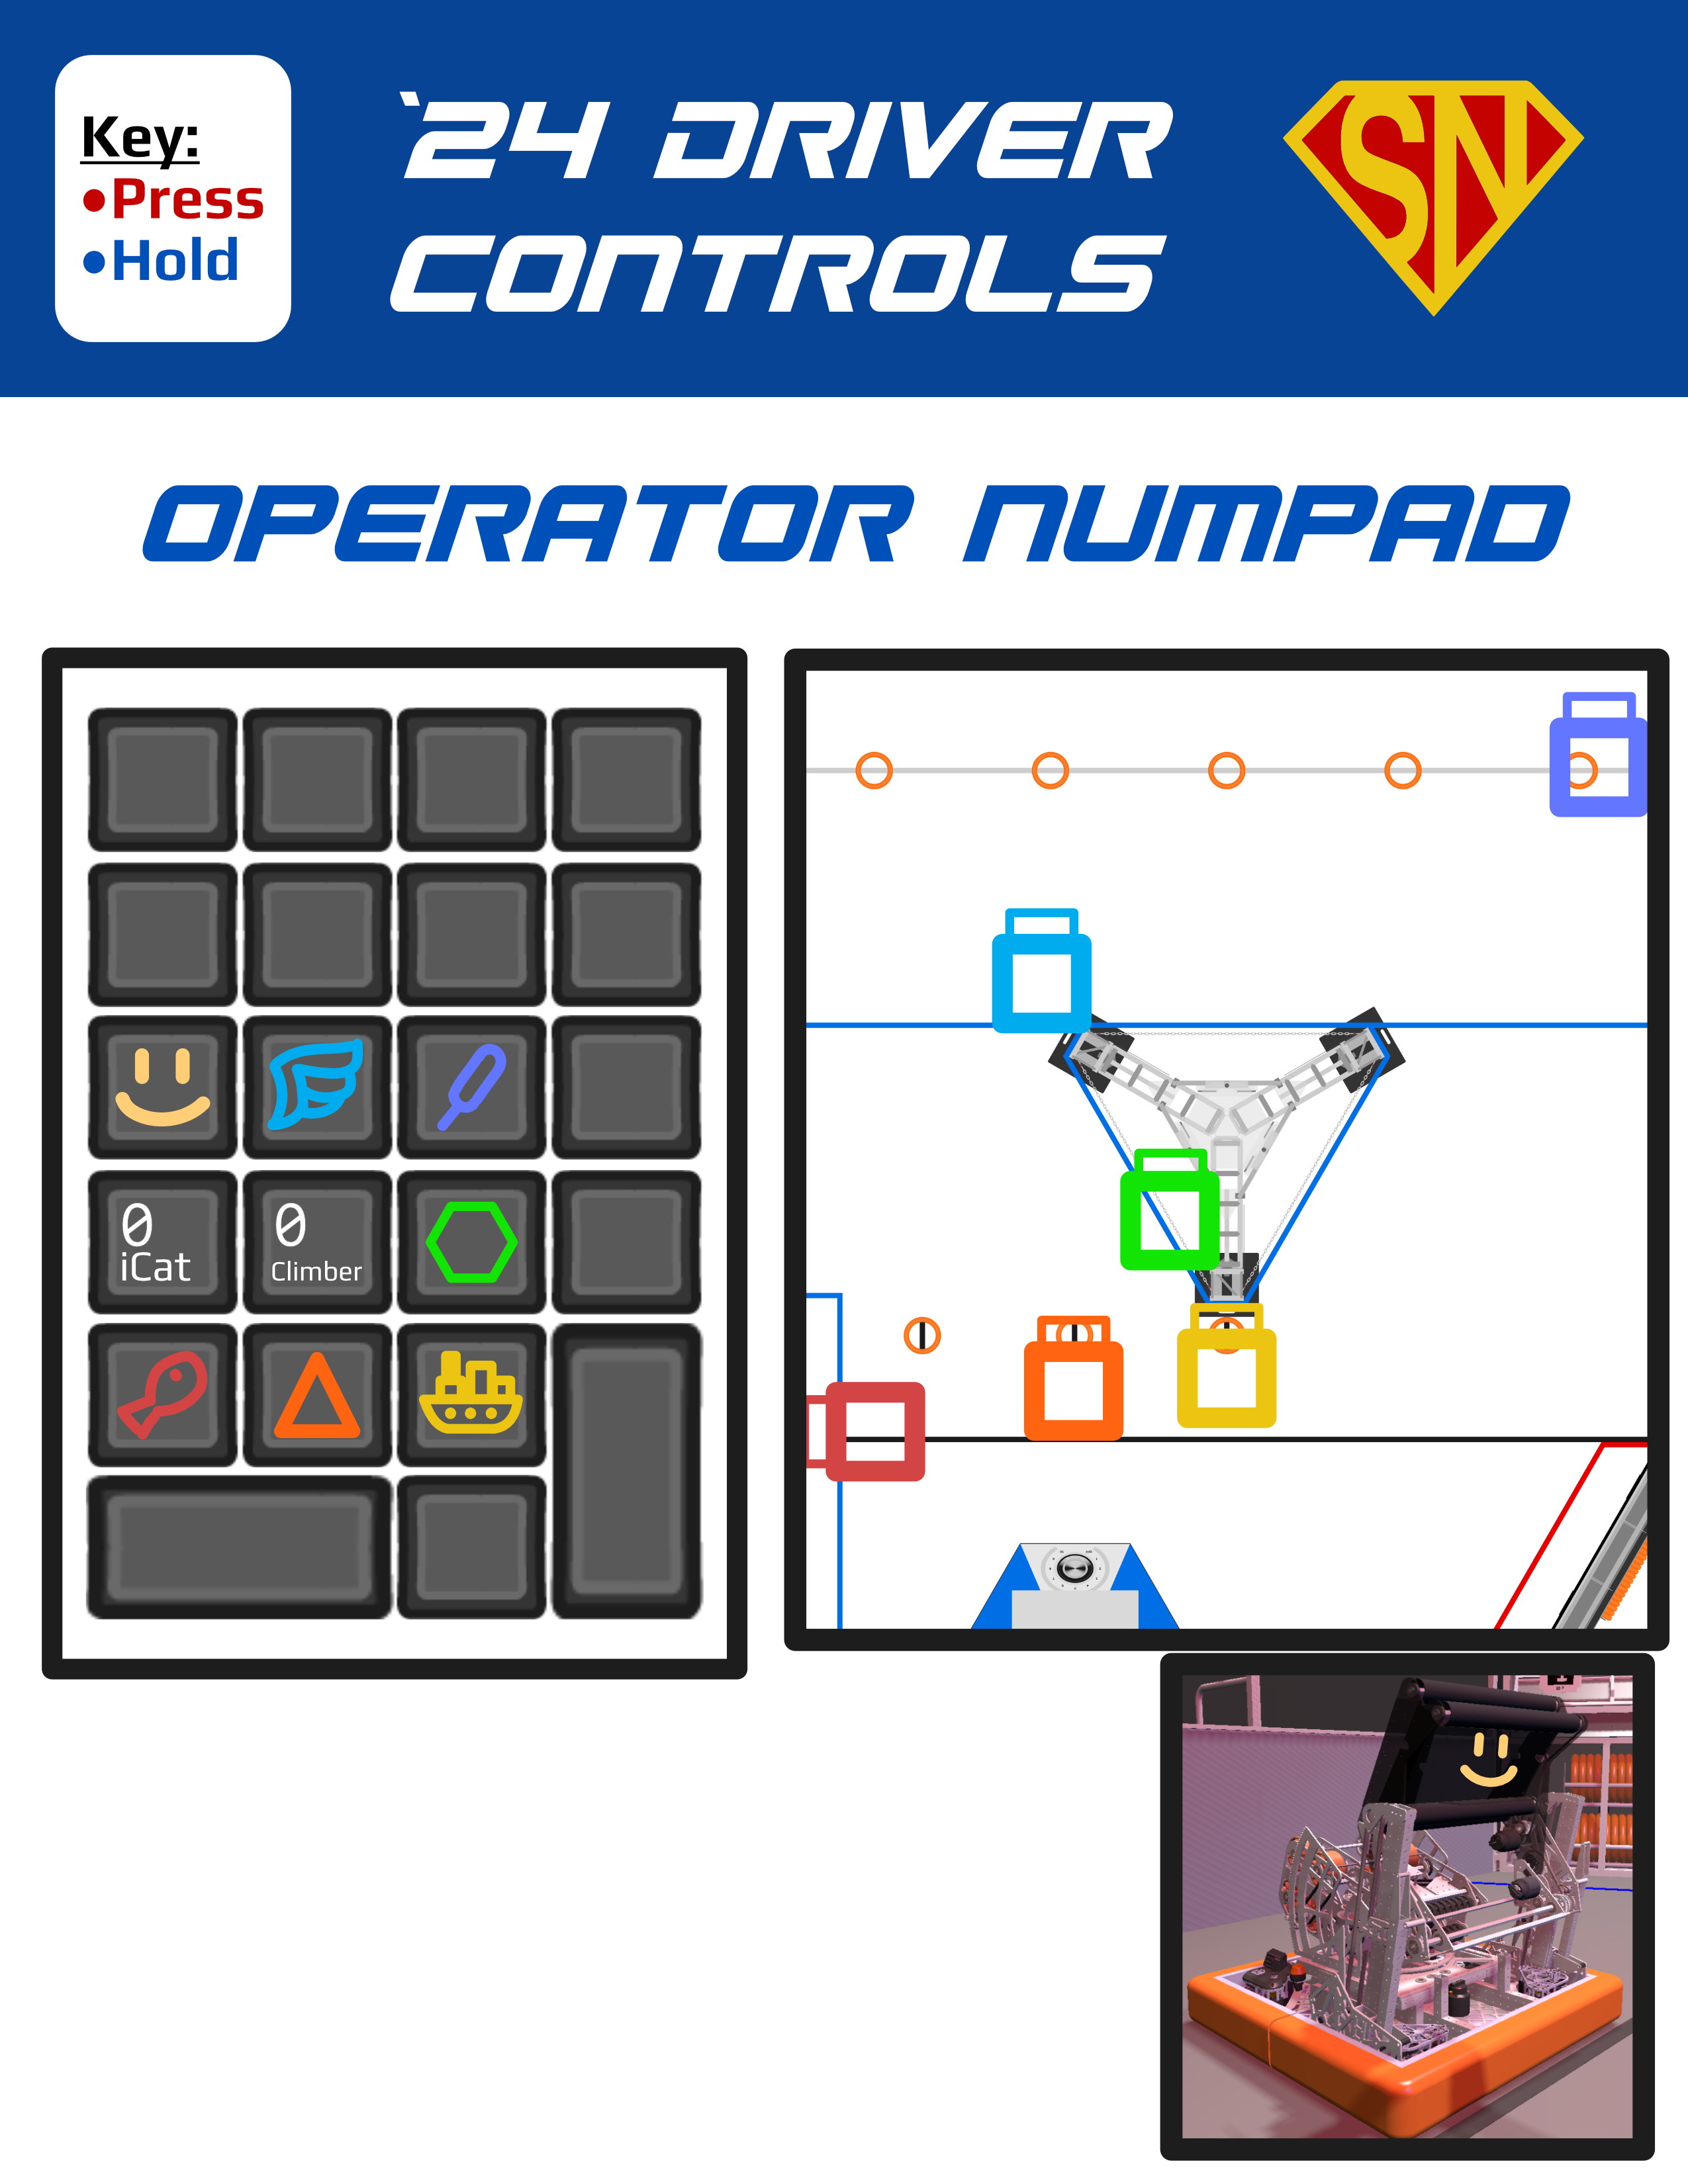 Key:
•Press
•Hold
`24 DRIVER
CONTROLS
SN
OPERATOR NUMPAD
0
iCat
0
Climber